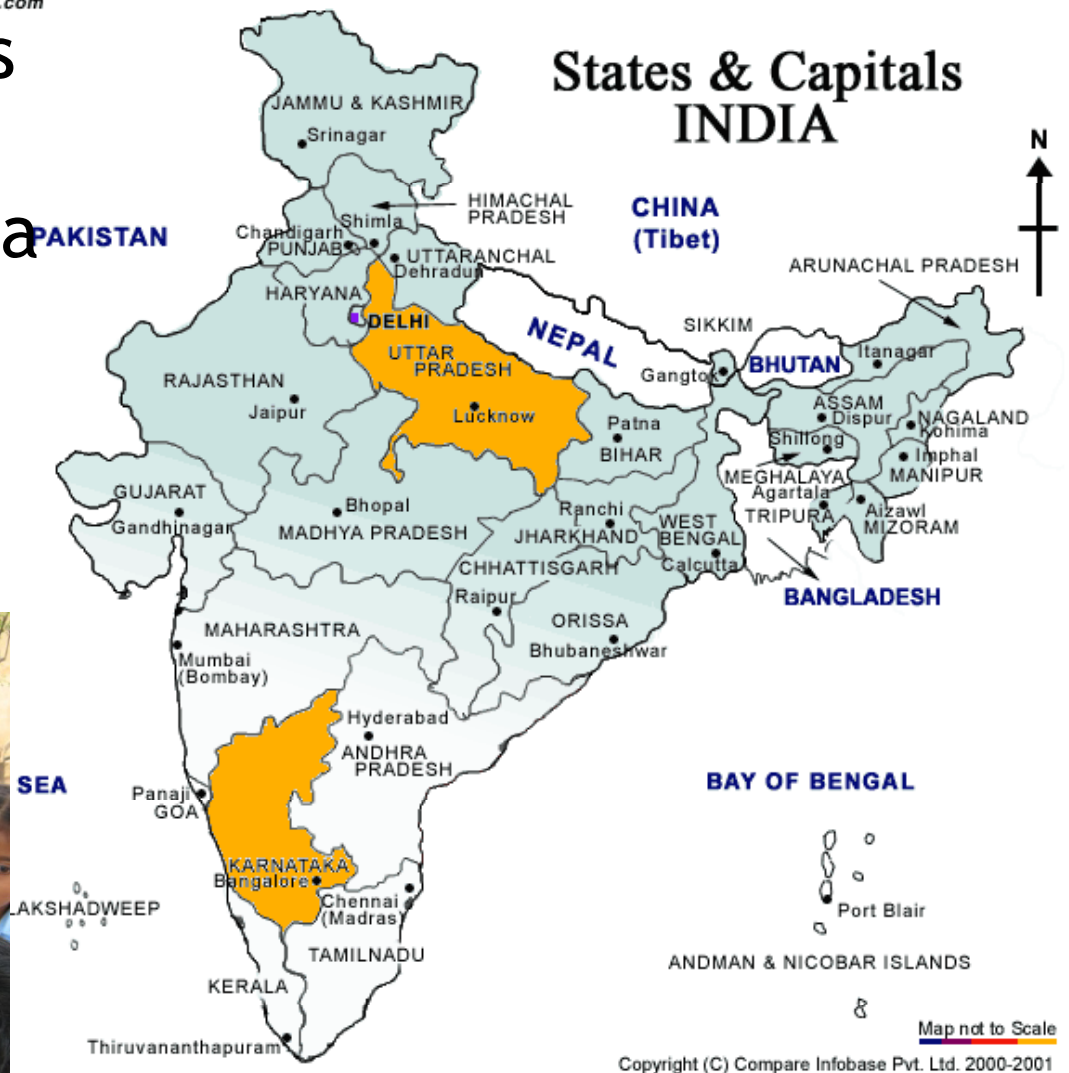 .com
s
States & Capitals
INDIA
JAMMU & KASHMIR
Srinagar
N
HIMACHAL
PRADESH
CHINA
(Tibet)
a
PAKISTAN
Shimla
Chandigarh
PUNJAB
UTTARANCHAL
Dehradun
ARUNACHAL PRADESH
HARYANA
DELHI
NEPAL
SIKKIM
Gangtok
BHUTAN
Itanagar
UTTAR
PRADESH
RAJASTHAN
Jaipur
Lucknow
Patna
BIHAR
ASSAM
Dispur
NAGALAND
Kohima
Shillong
Imphal
MANIPUR
MEGHALAYA
Agartala
TRIPURA
Aizawl
MIZORAM
GUJARAT
Gandhinagar
Bhopal
MADHYA PRADESH
Ranchi
JHARKHAND
WEST
BENGAL
Calcutta
CHHATTISGARH
Raipur
BANGLADESH
ORISSA
Bhubaneshwar
MAHARASHTRA
Mumbai
(Bombay)
Hyderabad
ANDHRA
PRADESH
SEA
Panaji
GOA
BAY OF BENGAL
KARNATAKA
Bangalore
Chennai
(Madras)
LAKSHADWEEP
Port Blair
TAMILNADU
KERALA
ANDMAN & NICOBAR ISLANDS
Thiruvananthapuram
Map not to Scale
Copyright (C) Compare Infobase Pvt. Ltd. 2000-2001